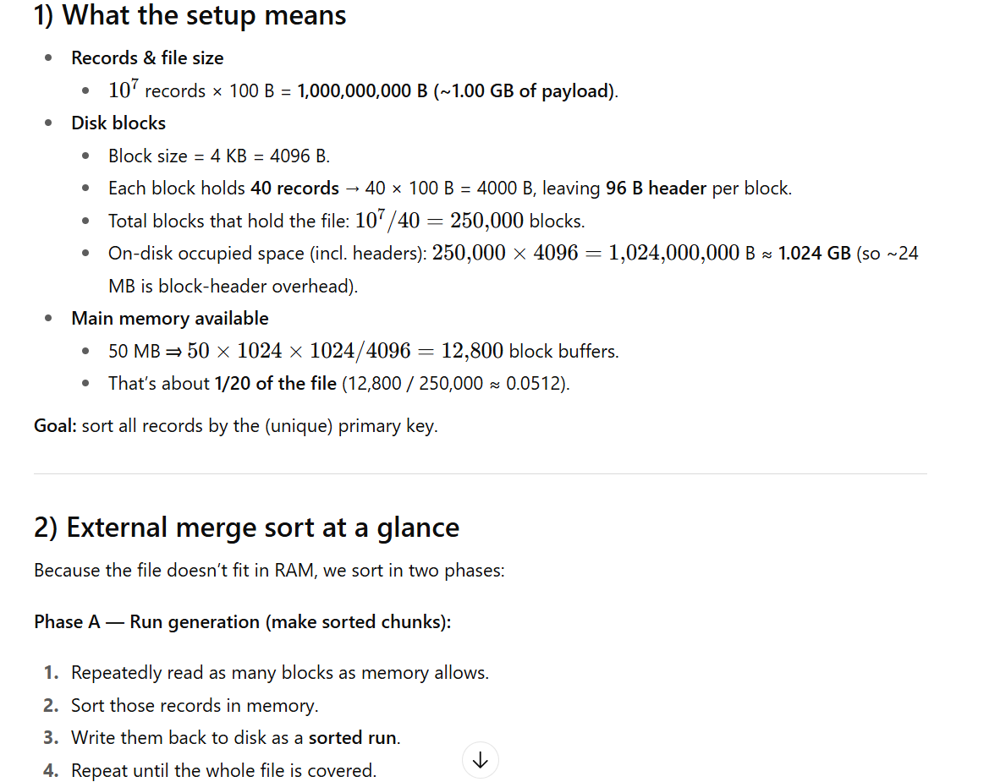 1) What the setup means
• Records & file size
• 10⁷ records × 100 B = 1,000,000,000 B (~1.00 GB of payload).
• Disk blocks
• Block size = 4 KB = 4096 B.
• Each block holds 40 records → 40 × 100 B = 4000 B, leaving 96 B header per block.
• Total blocks that hold the file: 10⁷/40 = 250,000 blocks.
• On-disk occupied space (incl. headers): 250,000 × 4096 = 1,024,000,000 B ≈ 1.024 GB (so ~24
MB is block-header overhead).
• Main memory available
• 50 MB ⇒ 50 × 1024 × 1024/4096 = 12,800 block buffers.
• That’s about 1/20 of the file (12,800 / 250,000 ≈ 0.0512).
Goal: sort all records by the (unique) primary key.
2) External merge sort at a glance
Because the file doesn’t fit in RAM, we sort in two phases:
Phase A — Run generation (make sorted chunks):
1. Repeatedly read as many blocks as memory allows.
2. Sort those records in memory.
3. Write them back to disk as a sorted run.
4. Repeat until the whole file is covered.